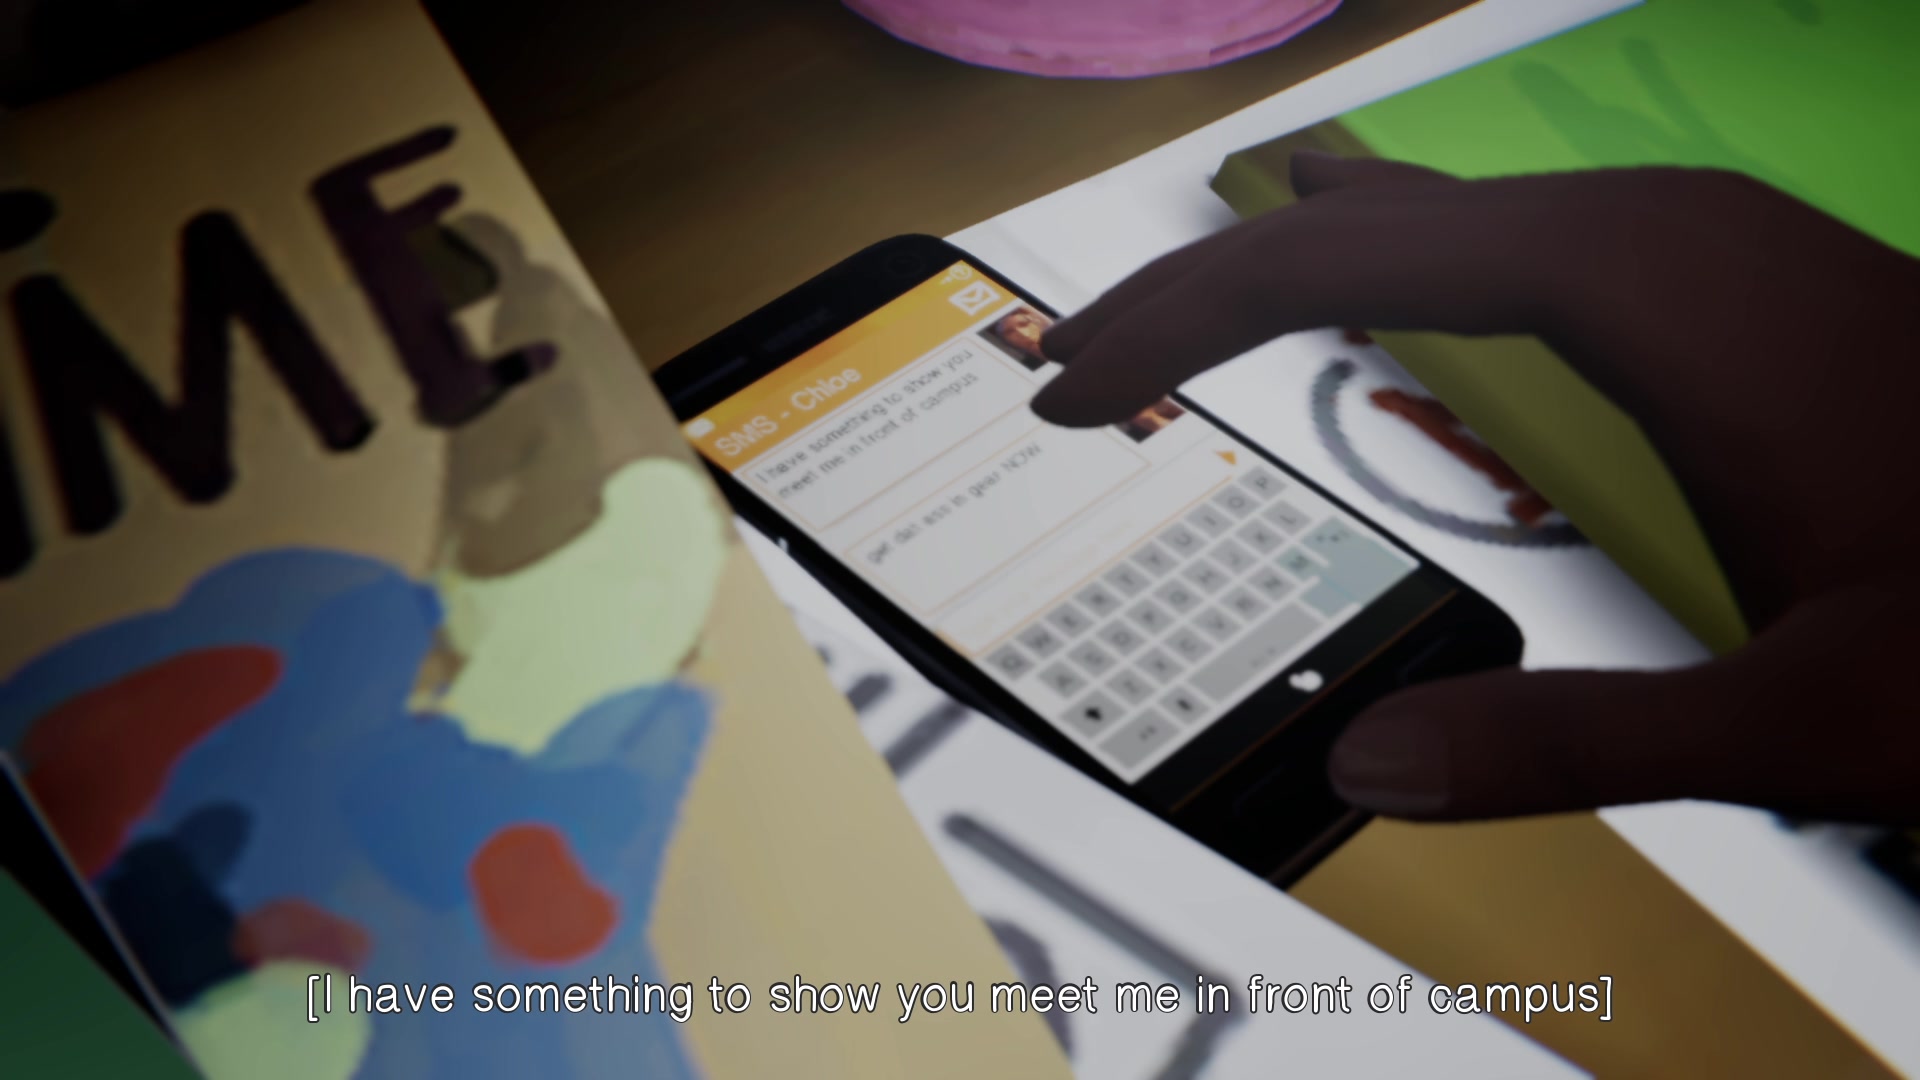 ME
SMS - Chloe
I have something to show you
meet me in front of campus
get dat ass in gear NOW
Q W E R T Y U I O P
A S D F G H J K L
Z X C V B N M
[I have something to show you meet me in front of campus]